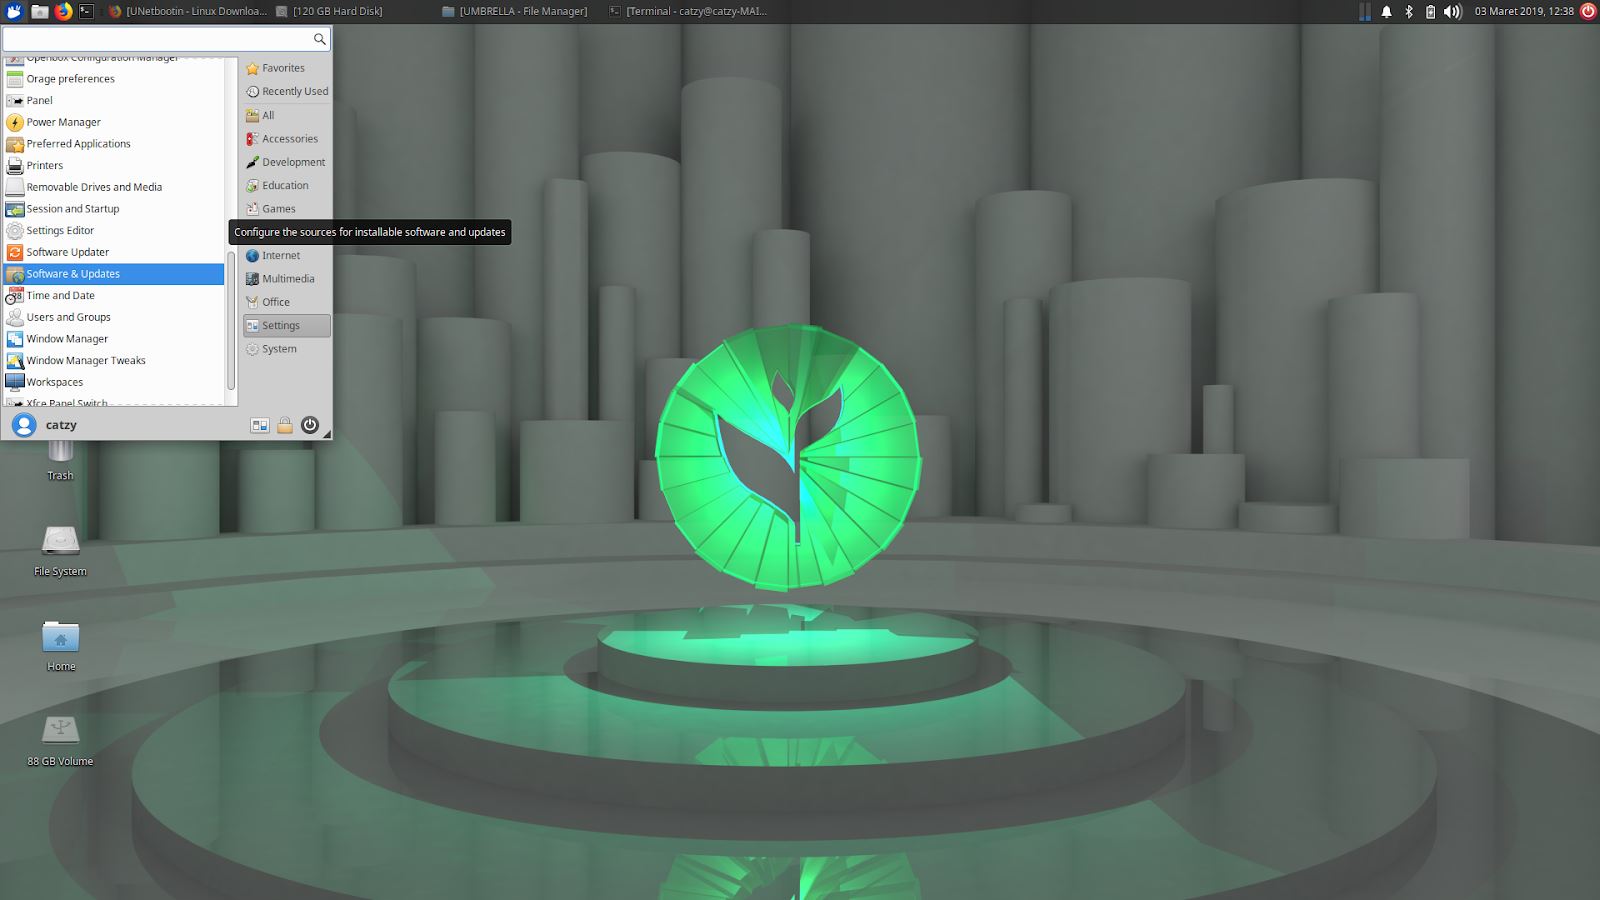 [UNetbootin - Linux Downloa...
[120 GB Hard Disk]
[UMBRELLA - File Manager]
[Terminal - catzy@catzy-MAI...
03 Maret 2019, 12:38
Openbox Configuration Manager
Orage preferences
Panel
Power Manager
Preferred Applications
Printers
Removable Drives and Media
Session and Startup
Settings Editor
Software Updater
Software & Updates
Time and Date
Users and Groups
Window Manager
Window Manager Tweaks
Workspaces
Xfce Panel Switch
Favorites
Recently Used
All
Accessories
Development
Education
Games
Configure the sources for installable software and updates
Internet
Multimedia
Office
Settings
System
catzy
Trash
File System
Home
88 GB Volume